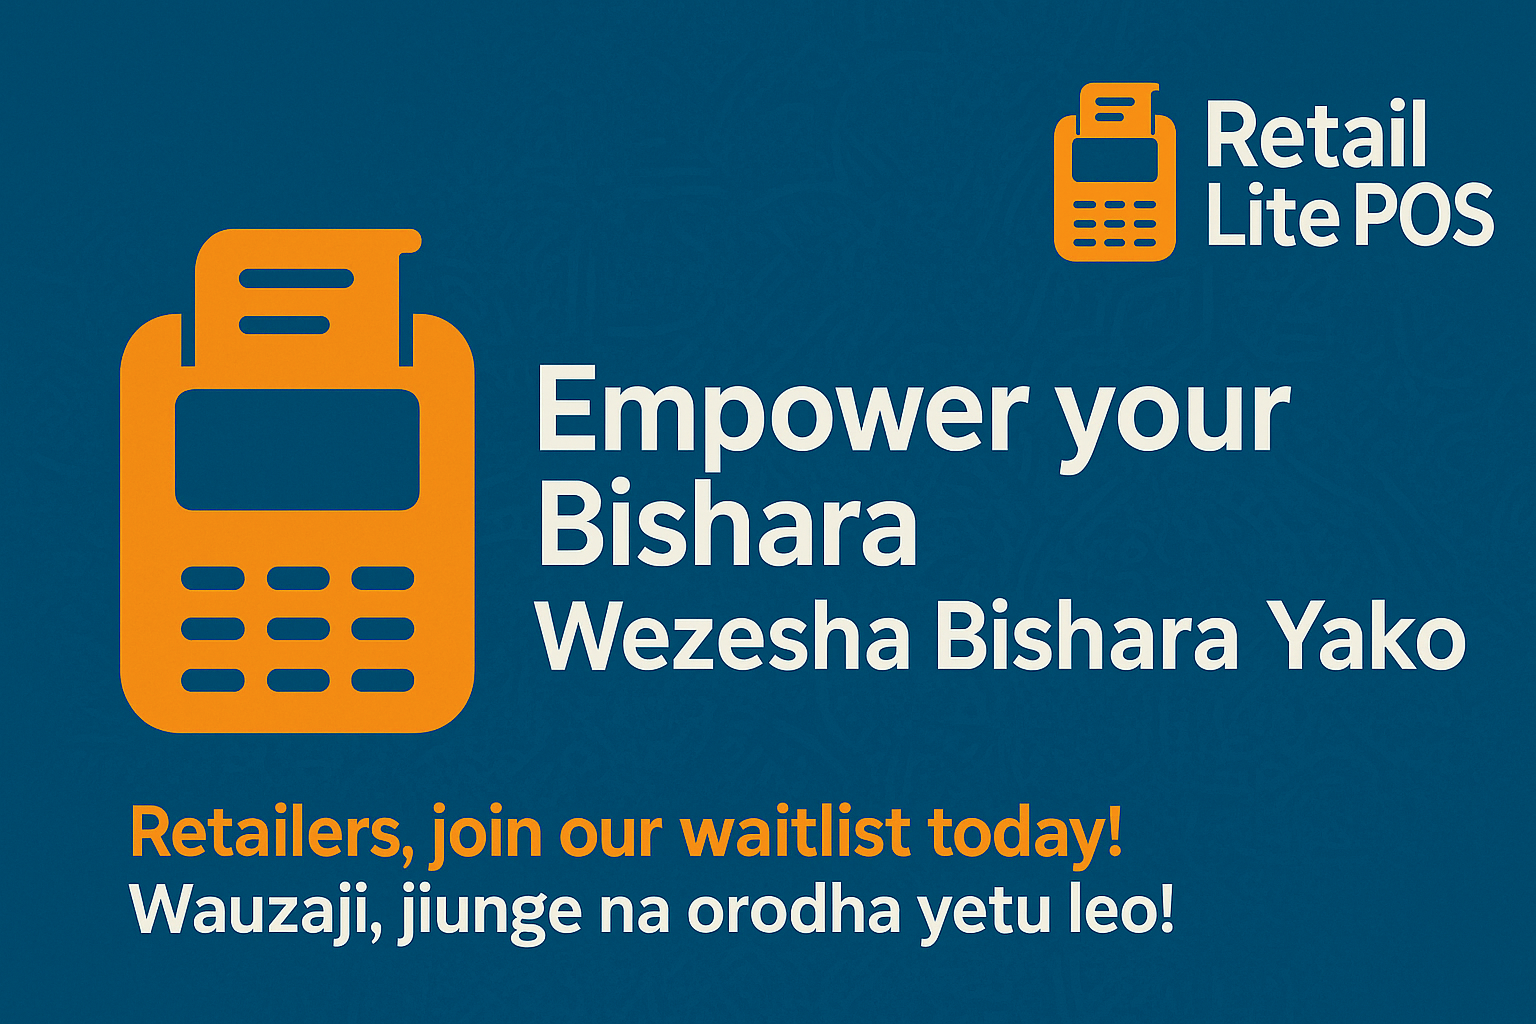 Retail
Lite POS
Empower your
Bishara
Wezesha Bishara Yako
Retailers, join our waitlist today!
Wauzaji, jiunge na orodha yetu leo!